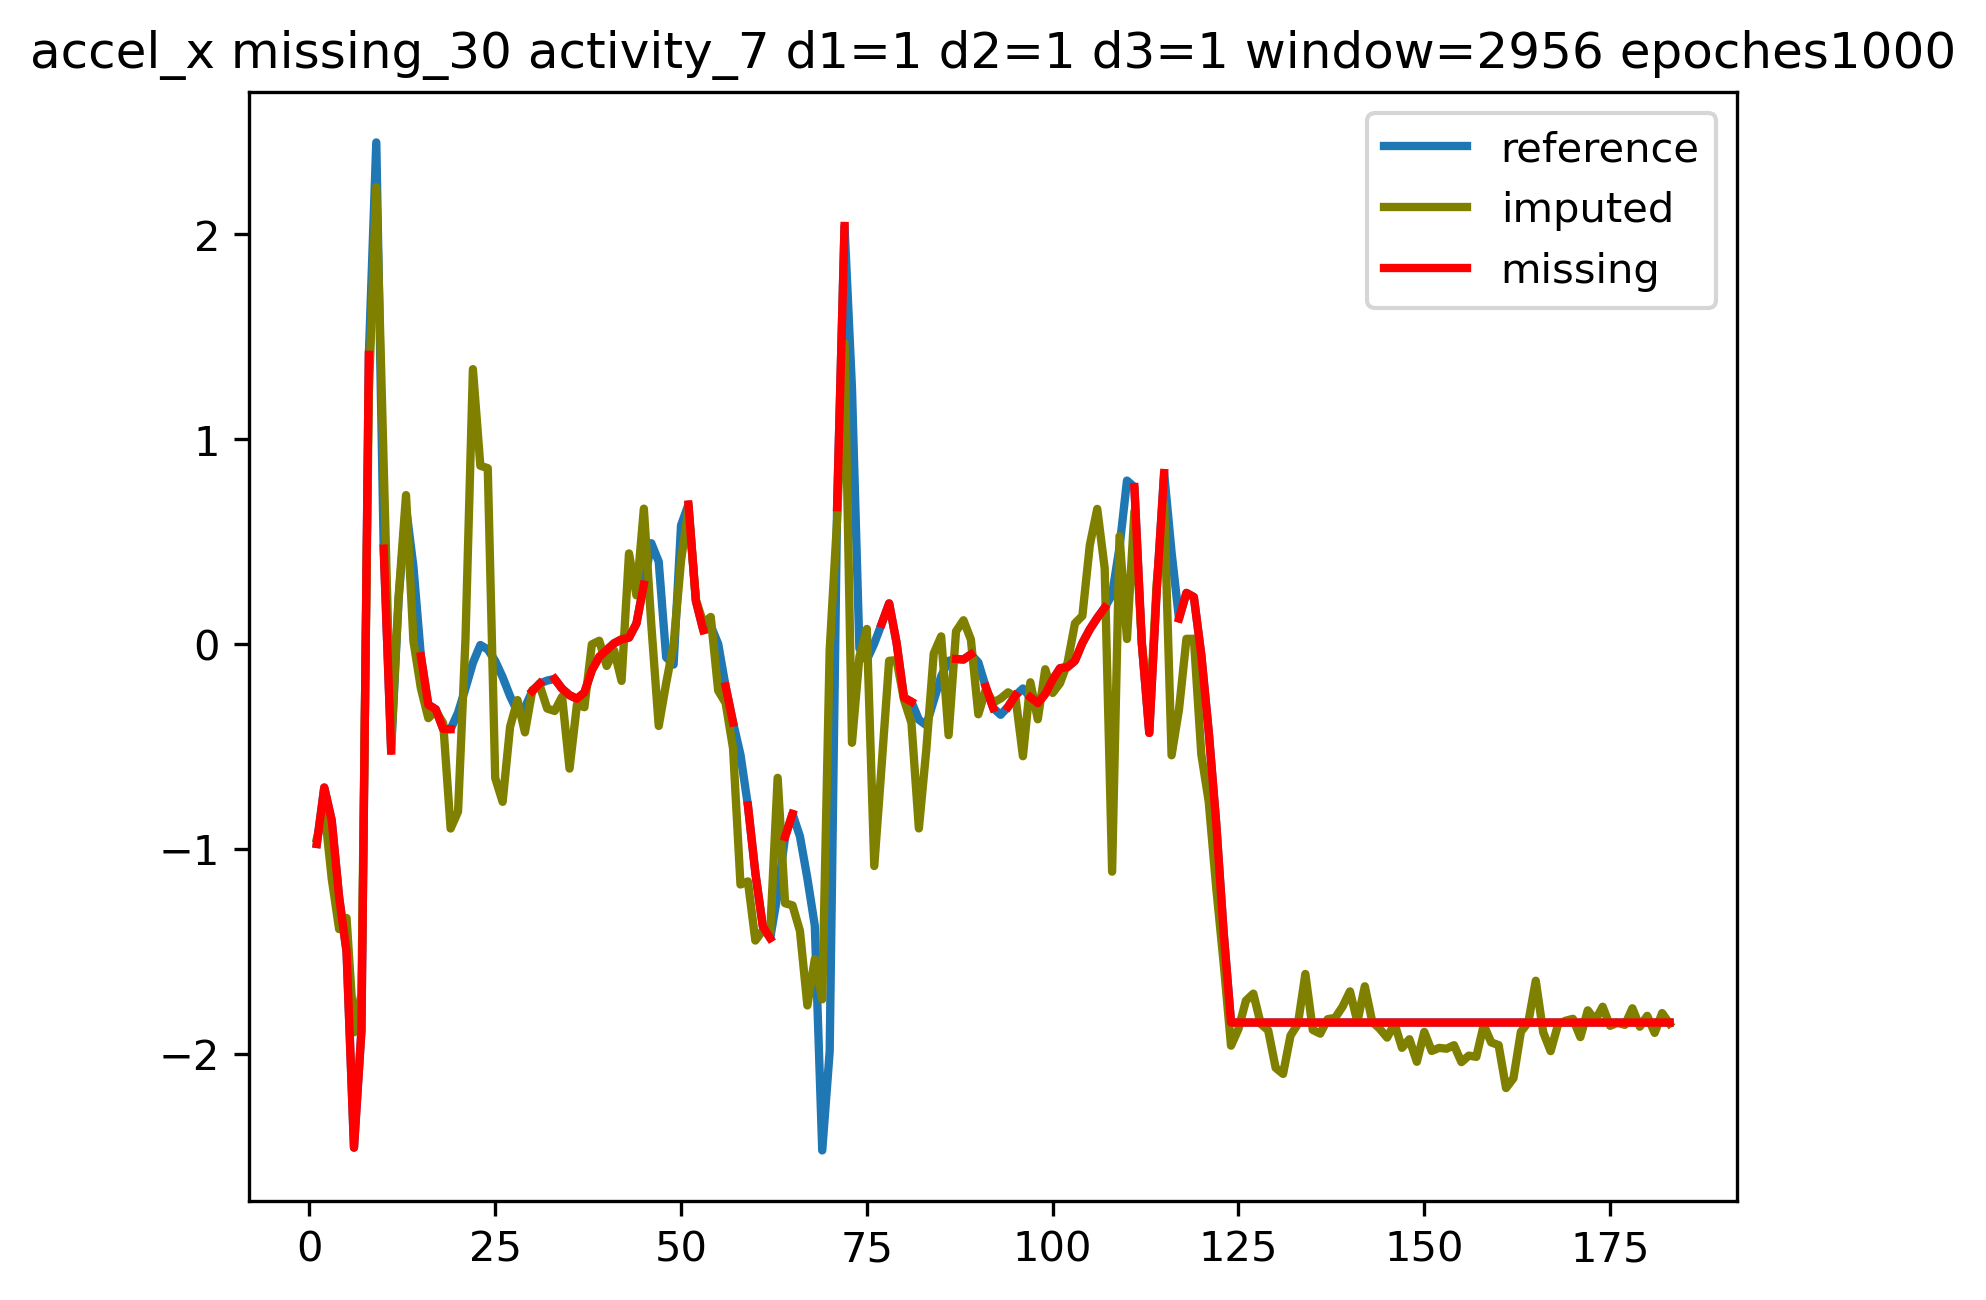 accel_x missing_30 activity_7 d1=1 d2=1 d3=1 window=2956 epoches1000
reference
imputed
missing
2
1
0
−1
−2
0 25 50 75 100 125 150 175